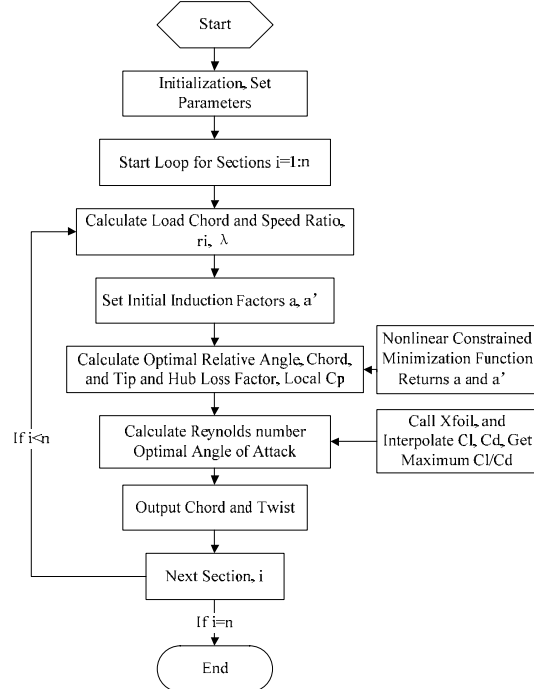 Start
Initialization, Set
Parameters
Start Loop for Sections i=1:n
Calculate Load Chord and Speed Ratio,
ri, λ
Set Initial Induction Factors a, a’
Calculate Optimal Relative Angle, Chord,
and Tip and Hub Loss Factor, Local Cp
Nonlinear Constrained
Minimization Function
Returns a and a’
Calculate Reynolds number
Optimal Angle of Attack
Call Xfoil, and
Interpolate Cl, Cd, Get
Maximum Cl/Cd
If i<n
Output Chord and Twist
Next Section, i
If i=n
End